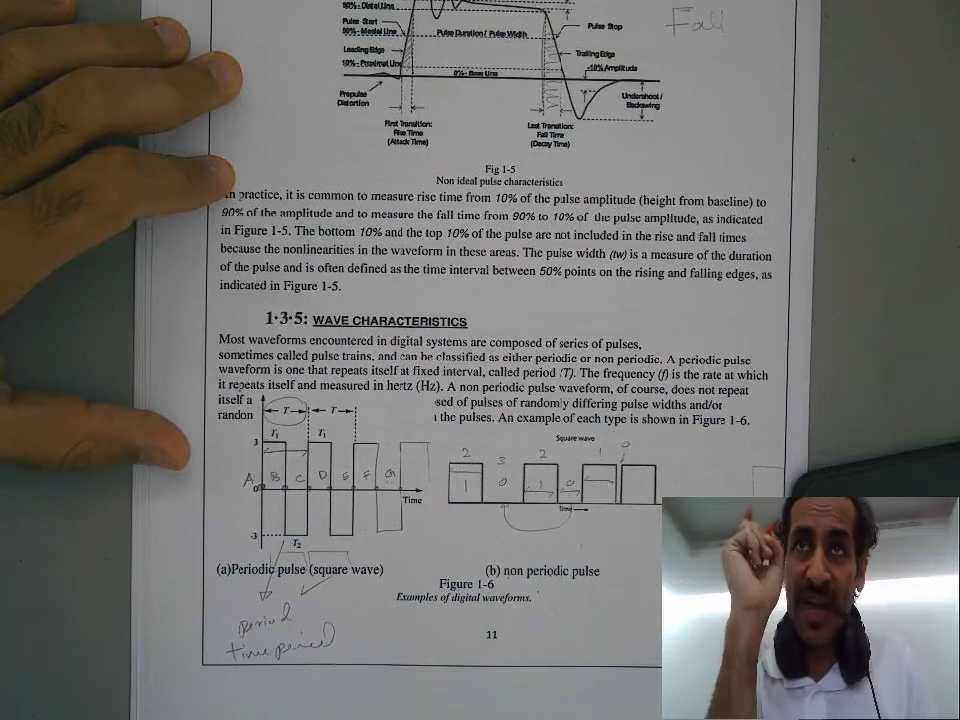 90%- Distal Line
Pulse Start
50%- Medial Line
Pulse Duration / Pulse Width
Pulse Stop
Fall
Leading Edge
Trailing Edge
10%- Proximal Line
0%- Base Line
-10% Amplitude
Prepulse
Distortion
Undershoot /
Backswing
First Transition:
Rise Time
(Attack Time)
Last Transition:
Fall Time
(Decay Time)
Fig 1-5
Non ideal pulse characteristics
In practice, it is common to measure rise time from 10% of the pulse amplitude (height from baseline) to
90% of the amplitude and to measure the fall time from 90% to 10% of the pulse amplitude, as indicated
in Figure 1-5. The bottom 10% and the top 10% of the pulse are not included in the rise and fall times
because the nonlinearities in the waveform in these areas. The pulse width (tw) is a measure of the duration
of the pulse and is often defined as the time interval between 50% points on the rising and falling edges, as
indicated in Figure 1-5.
1·3·5: WAVE CHARACTERISTICS
Most waveforms encountered in digital systems are composed of series of pulses,
sometimes called pulse trains, and can be classified as either periodic or non periodic. A periodic pulse
waveform is one that repeats itself at fixed interval, called period (T). The frequency (f) is the rate at which
it repeats itself and measured in hertz (Hz). A non periodic pulse waveform, of course, does not repeat
itself a sed of pulses of randomly differing pulse widths and/or
randon the pulses. An example of each type is shown in Figure 1-6.
T T
T1 T1
3
A B C D E F G
0
Time
-3
T2
Square wave
2 3 2 1 0
1 0 1 0
Time
(a)Periodic pulse (square wave)
(b) non periodic pulse
Figure 1-6
Examples of digital waveforms.
period
time period
11